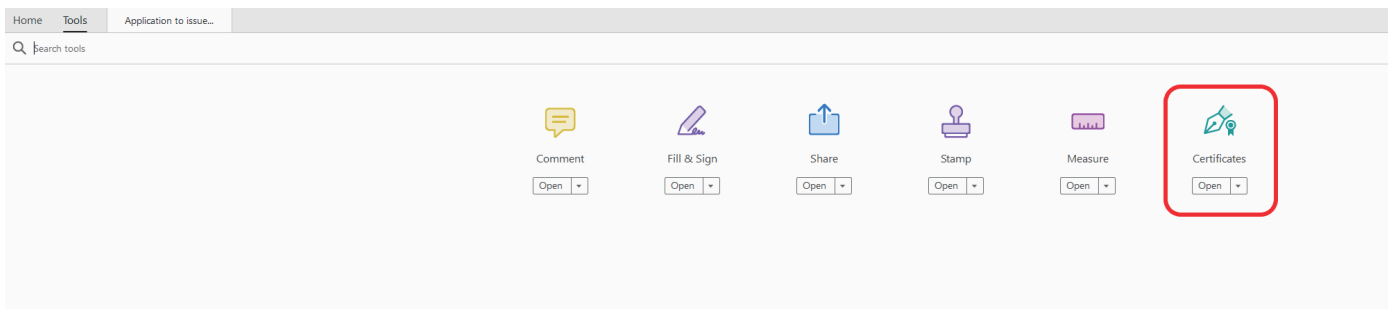 Home Tools Application to issue...
Search tools
Comment Fill & Sign Share Stamp Measure Certificates
Open Open Open Open Open Open